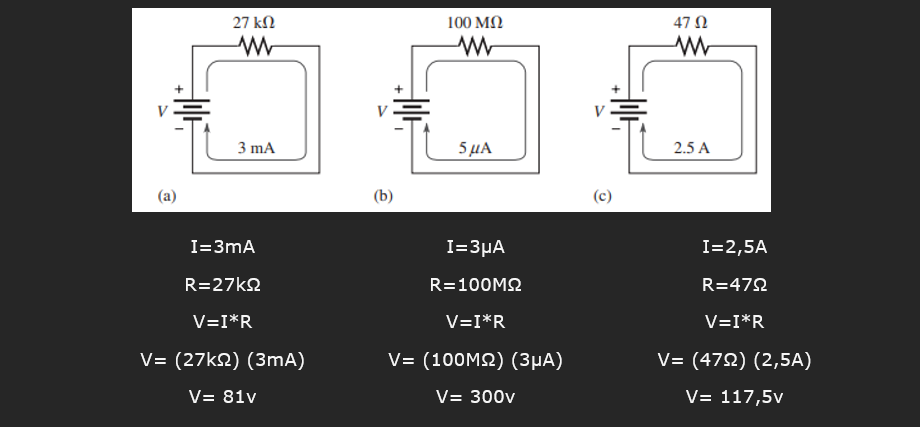 27 kΩ 100 MΩ 47 Ω
+ + +
V V V
− − −
3 mA 5 μA 2.5 A
(a) (b) (c)
I=3mA I=3μA I=2,5A
R=27kΩ R=100MΩ R=47Ω
V=I*R V=I*R V=I*R
V= (27kΩ) (3mA) V= (100MΩ) (3μA) V= (47Ω) (2,5A)
V= 81v V= 300v V= 117,5v